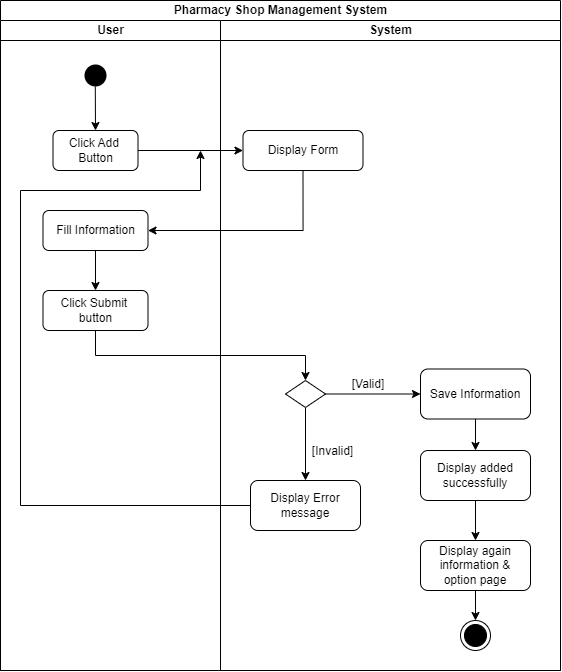 Pharmacy Shop Management System
User
System
Click Add
Button
Display Form
Fill Information
Click Submit
button
[Valid]
Save Information
[Invalid]
Display added
successfully
Display Error
message
Display again
information &
option page